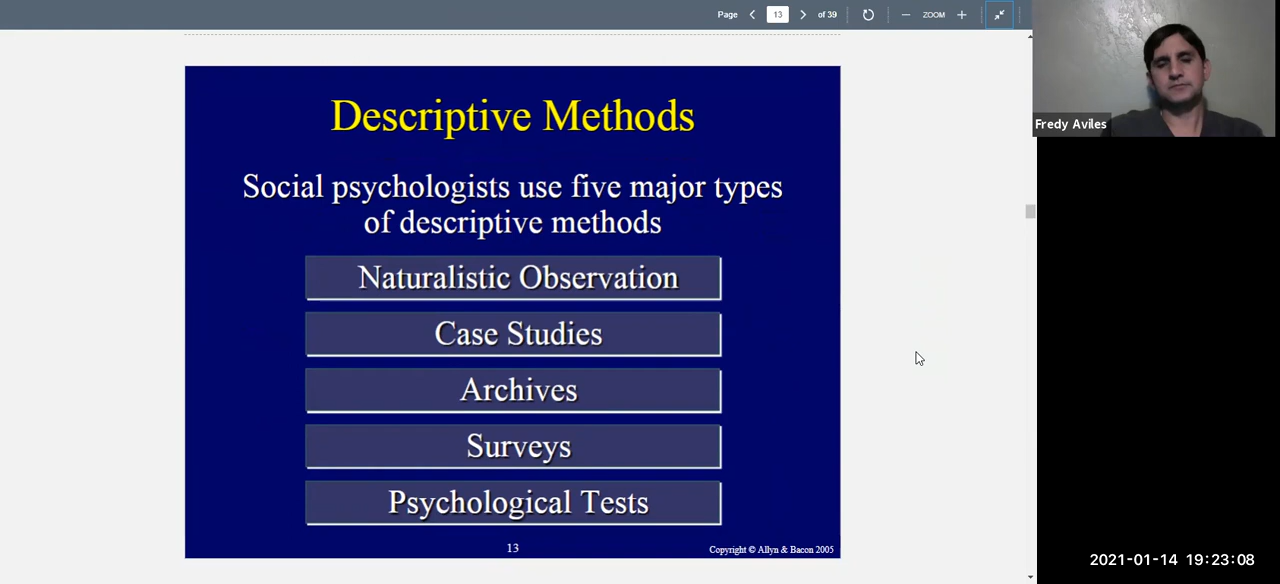 Page 13 of 39 ZOOM
Fredy Aviles
Descriptive Methods
Social psychologists use five major types
of descriptive methods
Naturalistic Observation
Case Studies
Archives
Surveys
Psychological Tests
13
Copyright © Allyn & Bacon 2005
2021-01-14 19:23:08